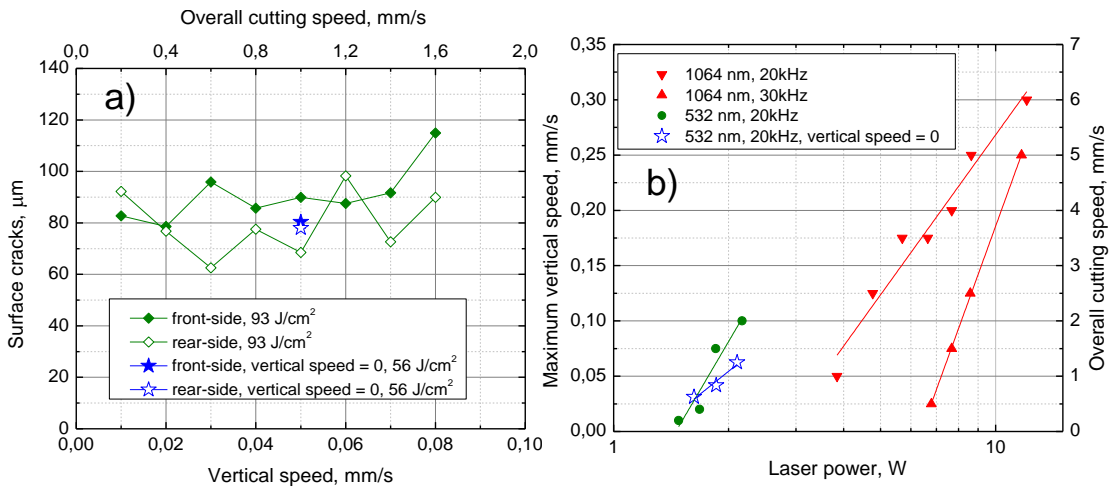 Overall cutting speed, mm/s
0,0 0,4 0,6 0,8 1,0 1,2 1,4 1,6 2,0
140
120
100
80
60
40
20
0
Surface cracks, µm
a)
front-side, 93 J/cm²
rear-side, 93 J/cm²
front-side, vertical speed = 0, 56 J/cm²
rear-side, vertical speed = 0, 56 J/cm²
0,00 0,02 0,04 0,06 0,08 0,10
Vertical speed, mm/s
0,35
0,30
0,25
0,20
0,15
0,10
0,05
0,00
Maximum vertical speed, mm/s
1064 nm, 20kHz
1064 nm, 30kHz
532 nm, 20kHz
532 nm, 20kHz, vertical speed = 0
b)
7
6
5
4
3
2
1
0
Overall cutting speed, mm/s
1 10
Laser power, W